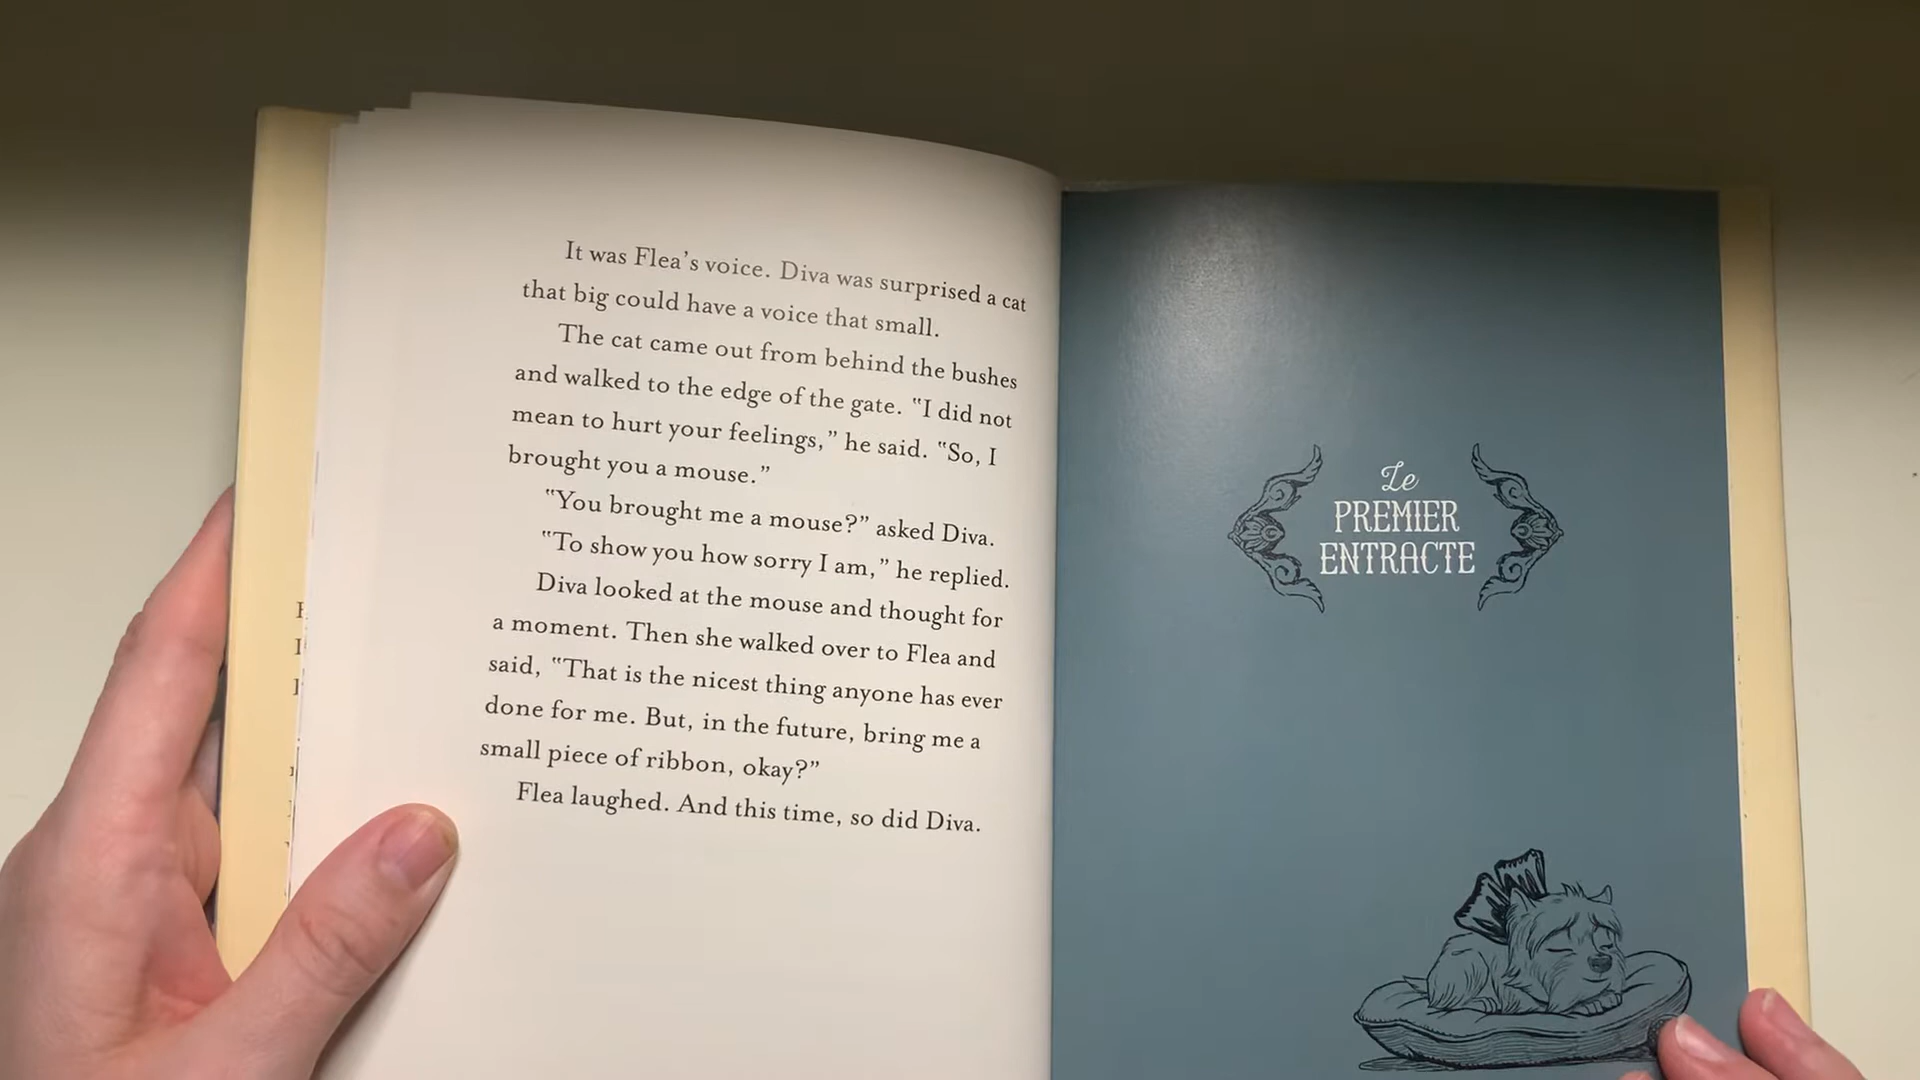 It was Flea's voice. Diva was surprised a cat
that big could have a voice that small.
The cat came out from behind the bushes
and walked to the edge of the gate. "I did not
mean to hurt your feelings," he said. "So, I
brought you a mouse."
"You brought me a mouse?" asked Diva.
"To show you how sorry I am," he replied.
Diva looked at the mouse and thought for
a moment. Then she walked over to Flea and
said, "That is the nicest thing anyone has ever
done for me. But, in the future, bring me a
small piece of ribbon, okay?"
Flea laughed. And this time, so did Diva.
Le
PREMIER
ENTRACTE